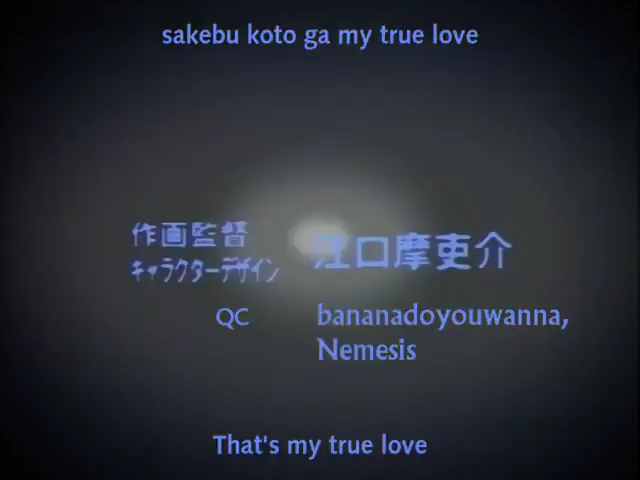 sakebu koto ga my true love
作画監督
キャラクターデザイン
江口摩吏介
QC
bananadoyouwanna,
Nemesis
That's my true love